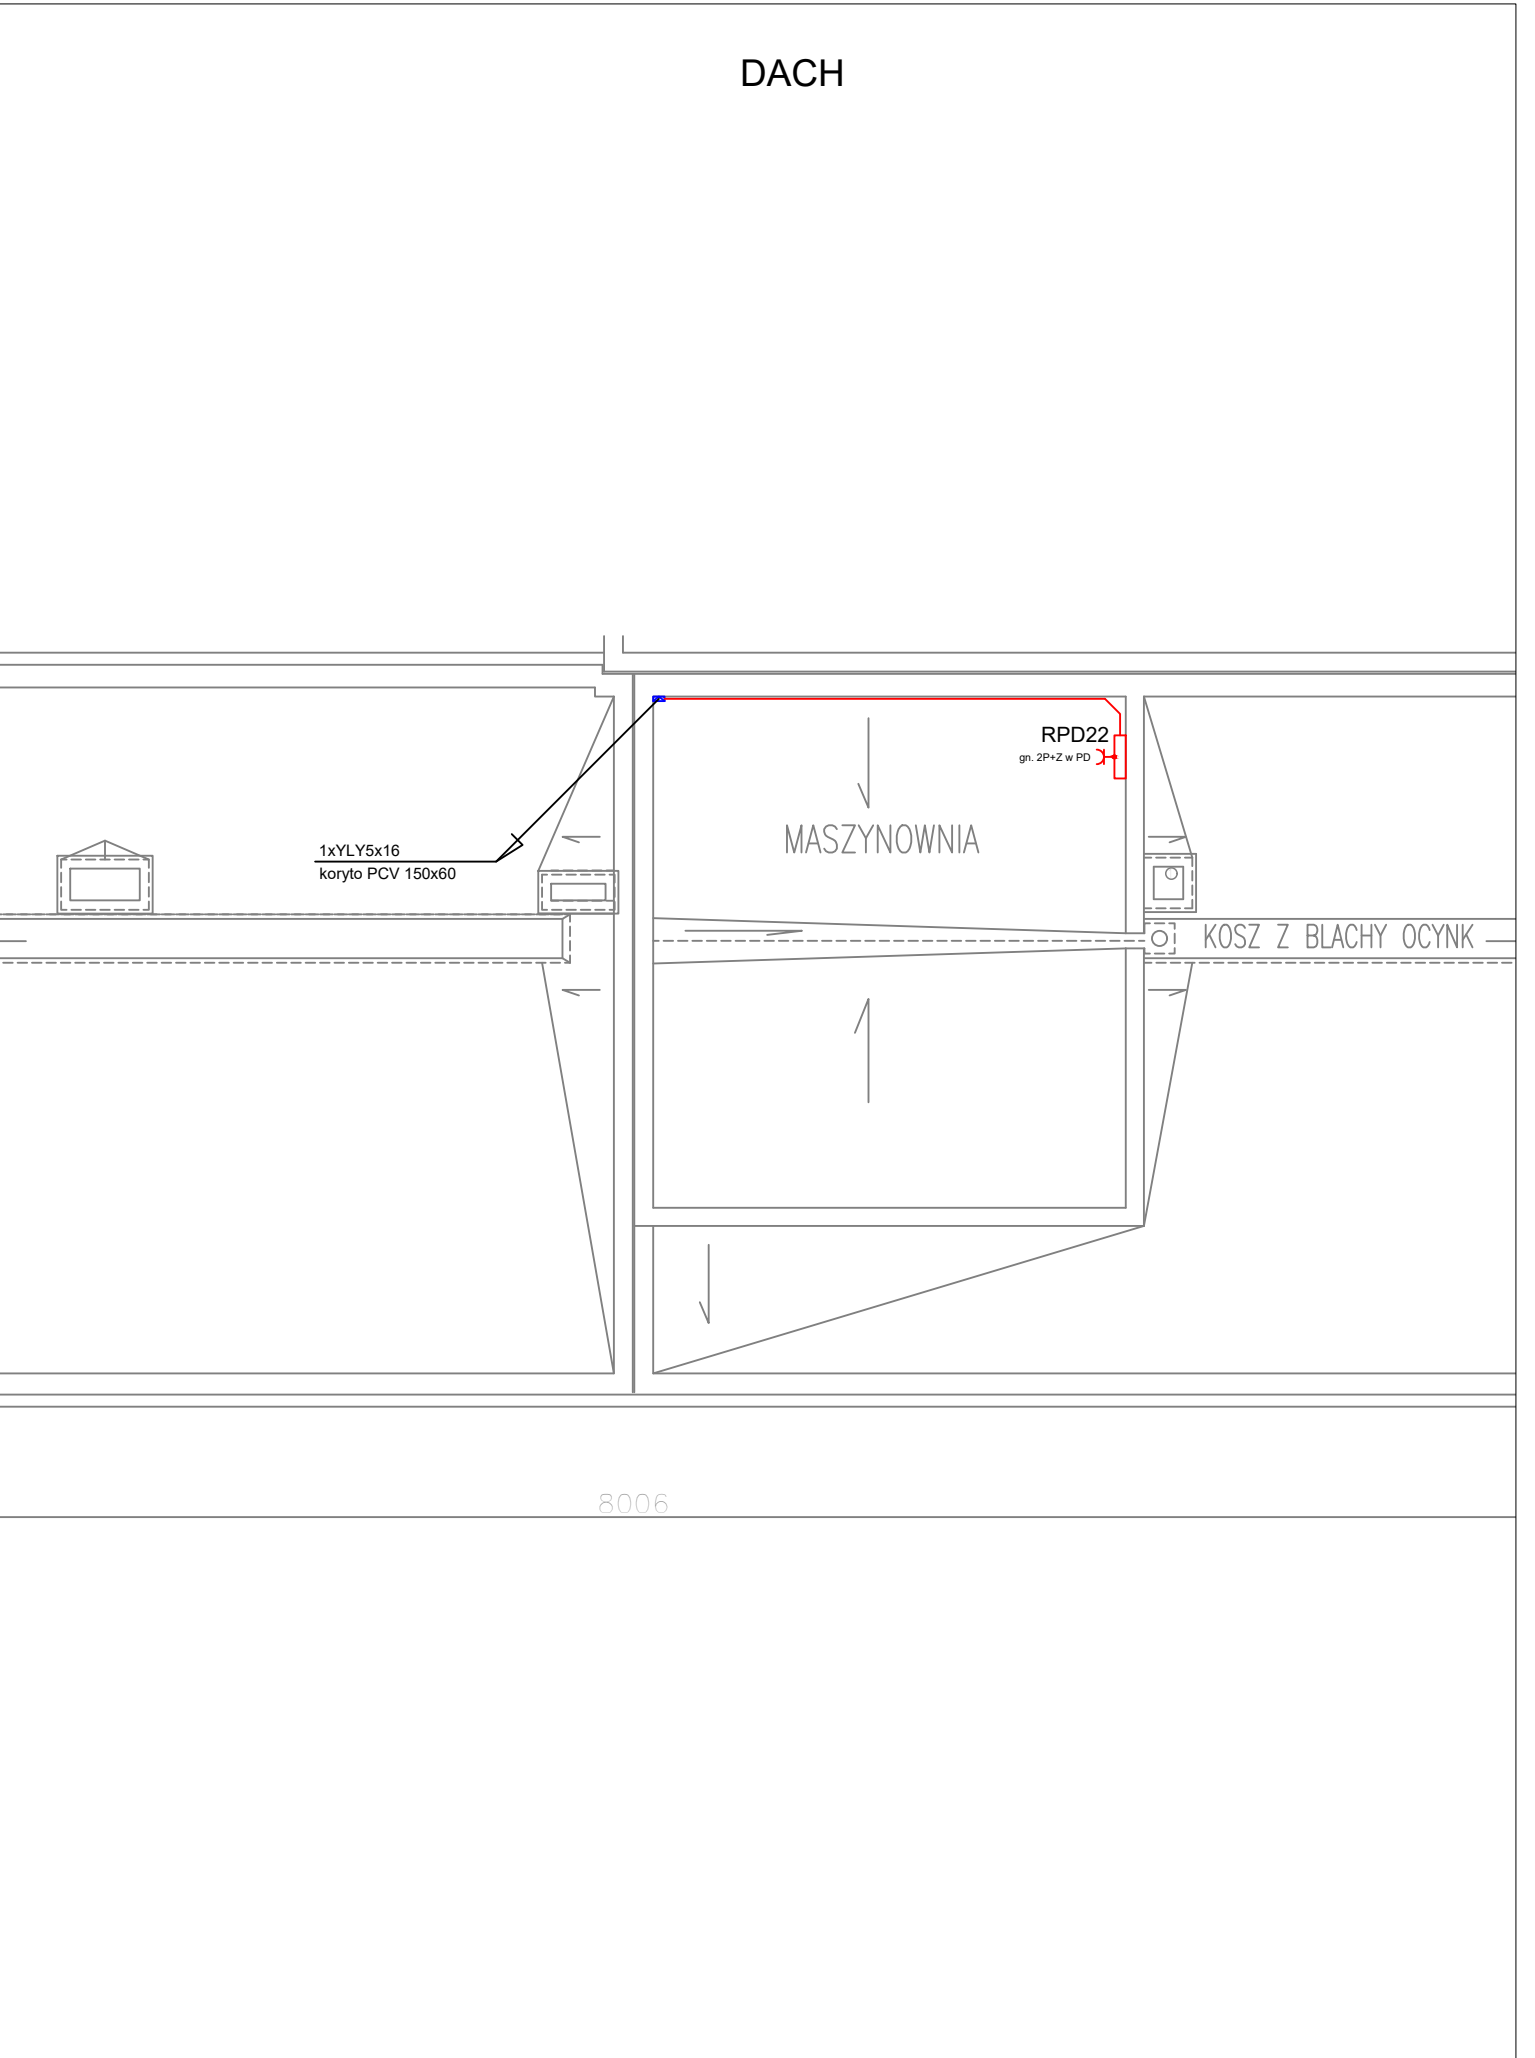 DACH
RPD22
gn. 2P+Z w PD
MASZYNOWNIA
1xYLY5x16
koryto PCV 150x60
KOSZ Z BLACHY OCYNK
8006